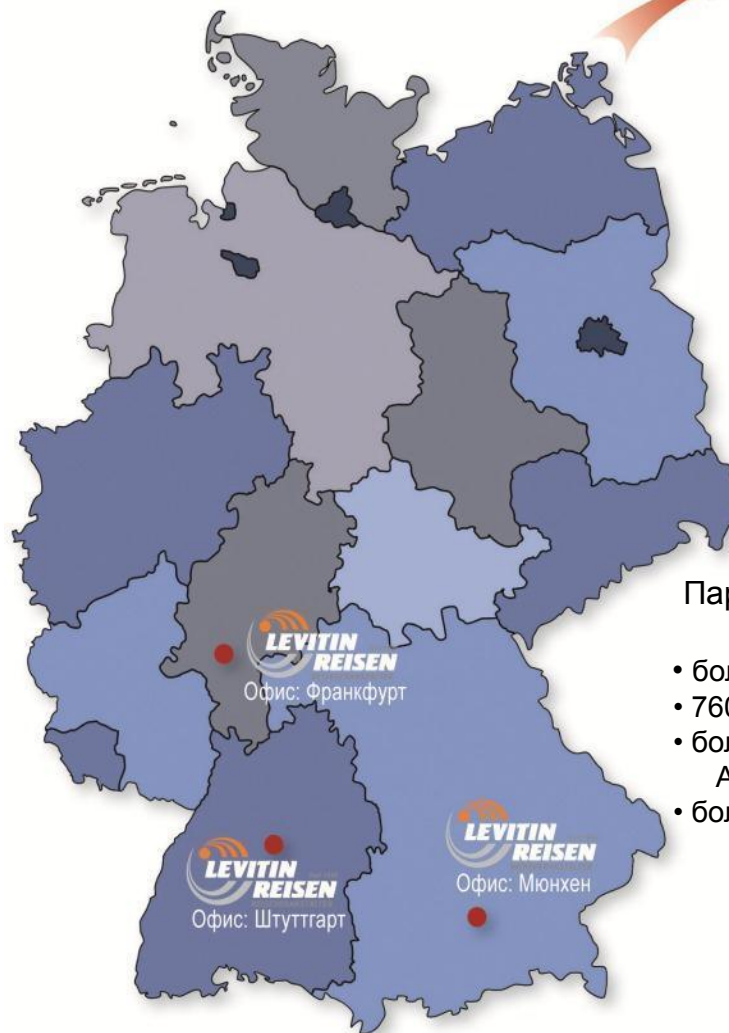 LEVITIN
REISEN
Офис: Франкфурт
Пар
• бол
• 760
• бол
А
• бол
LEVITIN
REISEN
Офис: Мюнхен
LEVITIN
REISEN
Офис: Штуттгарт